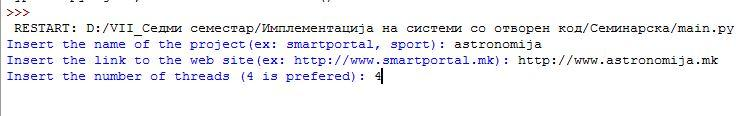 >>>
RESTART: D:/VII_Седми семестар/Имплементација на системи со отворен код/Семинарска/main.py
Insert the name of the project(ex: smartportal, sport): astronomija
Insert the link to the web site(ex: http://www.smartportal.mk): http://www.astronomija.mk
Insert the number of threads (4 is prefered): 4